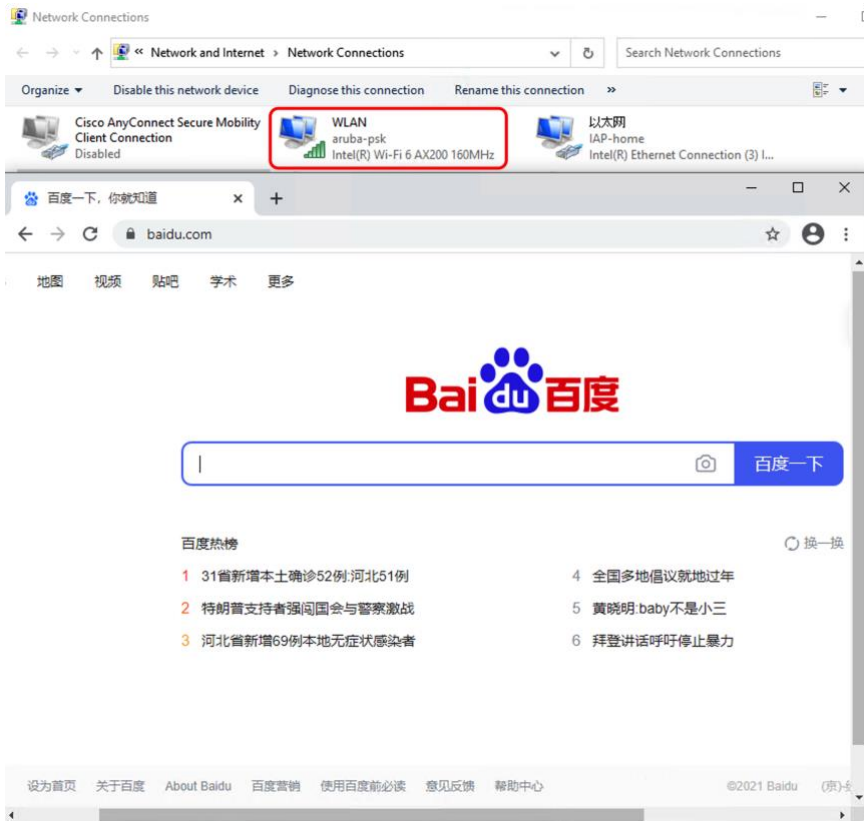 Network Connections
« Network and Internet › Network Connections
Search Network Connections
Organize
Disable this network device
Diagnose this connection
Rename this connection
»
Cisco AnyConnect Secure Mobility
Client Connection
Disabled
WLAN
aruba-psk
Intel(R) Wi-Fi 6 AX200 160MHz
以太网
IAP-home
Intel(R) Ethernet Connection (3) I...
百度一下，你就知道
baidu.com
地图 视频 贴吧 学术 更多
Bai du 百度
百度一下
百度热榜
换一换
1 31省新增本土确诊52例:河北51例
2 特朗普支持者强闯国会与警察激战
3 河北省新增69例本地无症状感染者
4 全国多地倡议就地过年
5 黄晓明:baby不是小三
6 拜登讲话呼吁停止暴力
设为首页 关于百度 About Baidu 百度营销 使用百度前必读 意见反馈 帮助中心 ©2021 Baidu (京)-